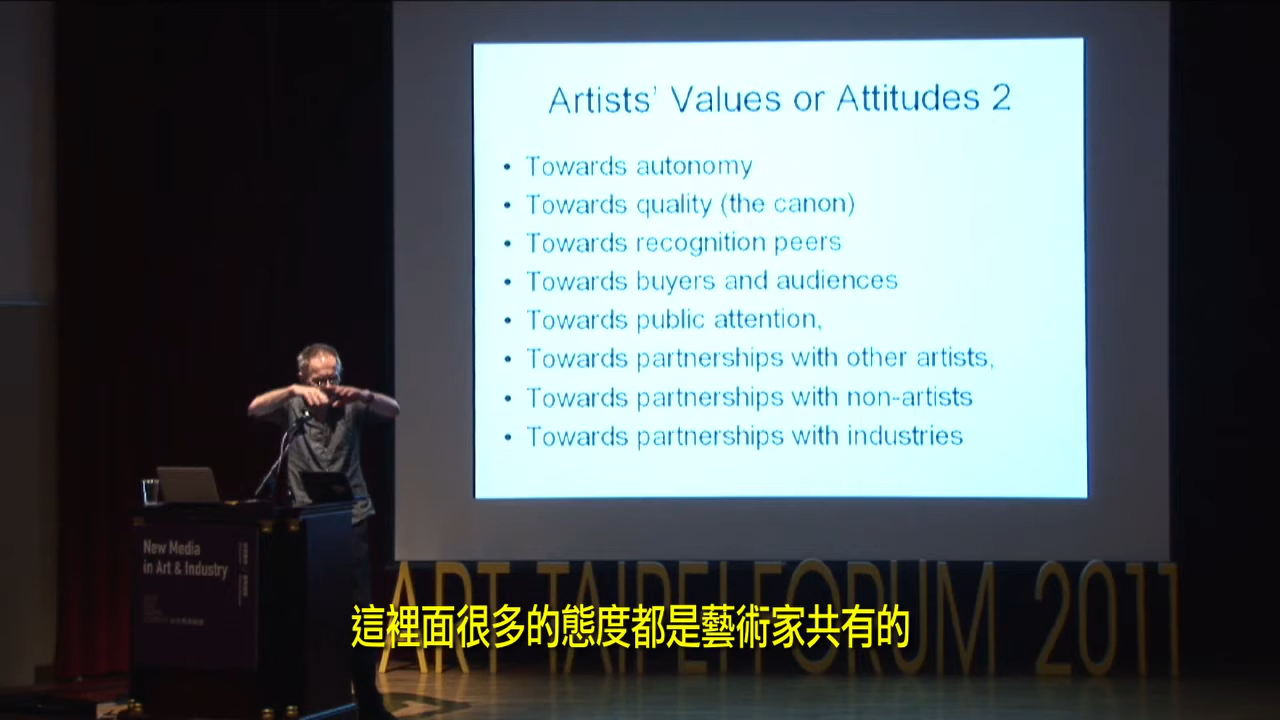 Artists' Values or Attitudes 2
• Towards autonomy
• Towards quality (the canon)
• Towards recognition peers
• Towards buyers and audiences
• Towards public attention,
• Towards partnerships with other artists,
• Towards partnerships with non-artists
• Towards partnerships with industries
New Media
in Art & Industry
ART TAIPEI FORUM 2011
這裡面很多的態度都是藝術家共有的